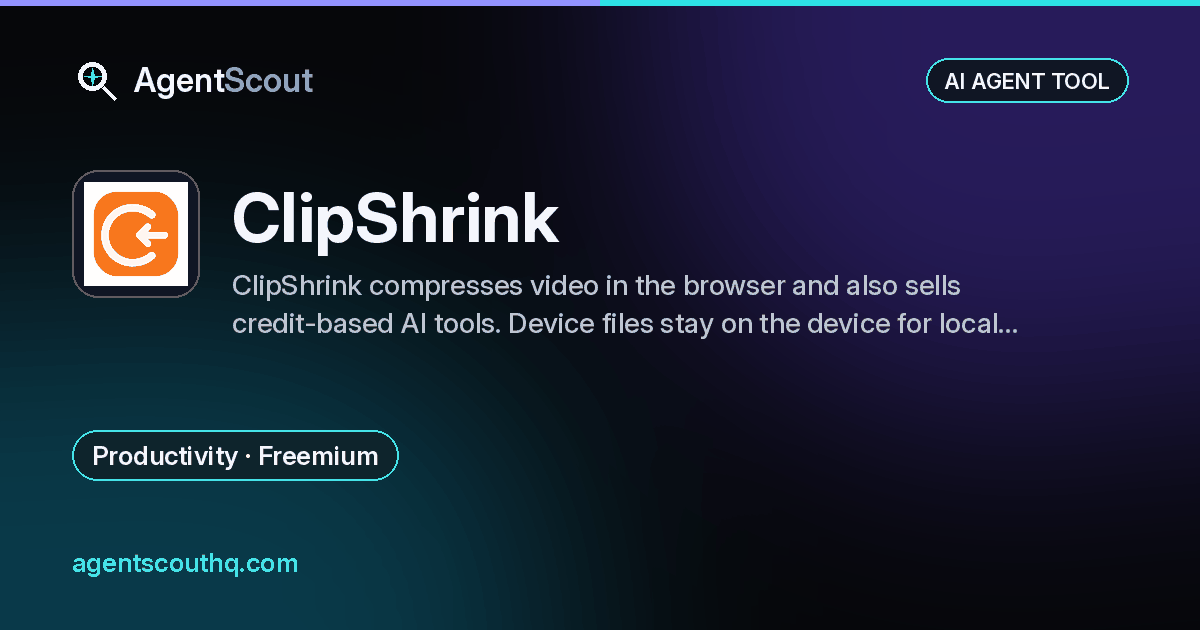 AgentScout
AI AGENT TOOL
ClipShrink
ClipShrink compresses video in the browser and also sells
credit-based AI tools. Device files stay on the device for local...
Productivity · Freemium
agentscouthq.com